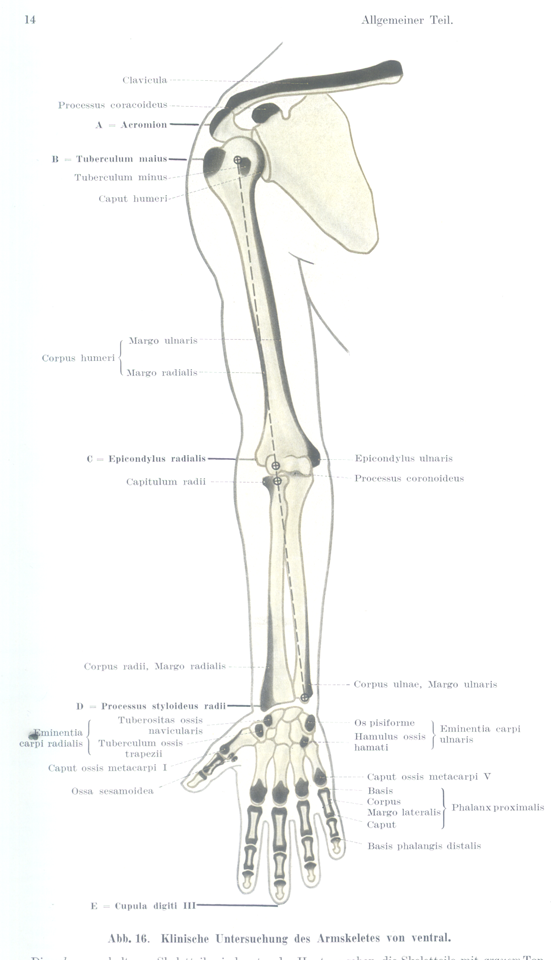 14
Allgemeiner Teil.
Clavicula
Processus coracoideus
A = Acromion
B = Tuberculum maius
Tuberculum minus
Caput humeri
Margo ulnaris
Corpus humeri
Margo radialis
C = Epicondylus radialis
Epicondylus ulnaris
Capitulum radii
Processus coronoideus
Corpus radii, Margo radialis
Corpus ulnae, Margo ulnaris
D = Processus styloideus radii
Tuberositas ossis
navicularis
Eminentia
carpi radialis
Tuberculum ossis
trapezii
Os pisiforme
Hamulus ossis
hamati
Eminentia carpi
ulnaris
Caput ossis metacarpi I
Ossa sesamoidea
Caput ossis metacarpi V
Basis
Corpus
Margo lateralis
Caput
Phalanx proximalis
Basis phalangis distalis
E = Cupula digiti III
Abb. 16. Klinische Untersuchung des Armskeletes von ventral.